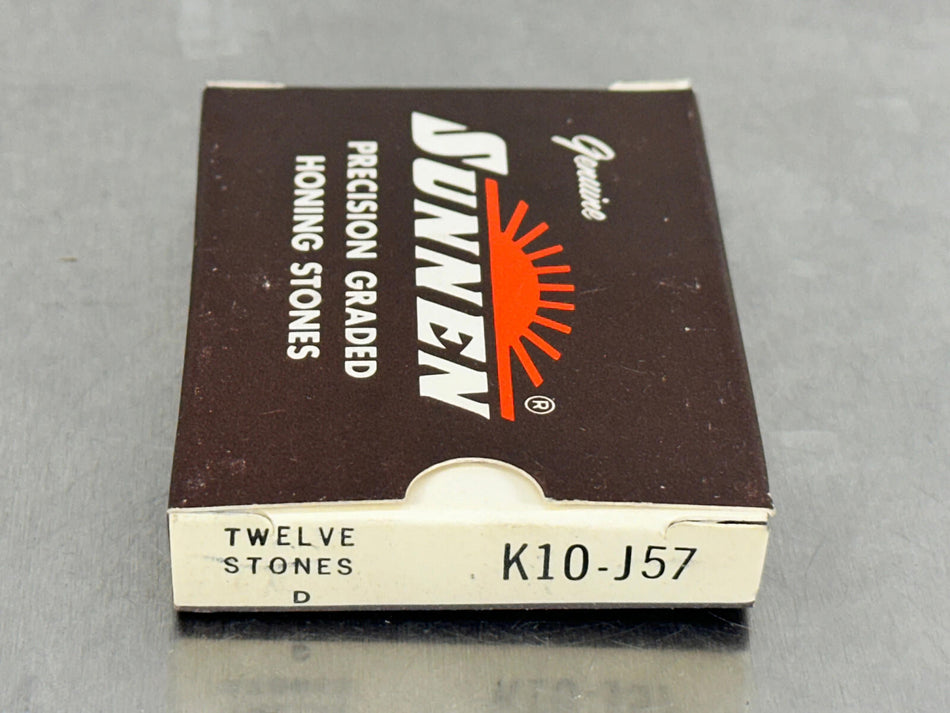 Genuine
SUNNEN®
PRECISION GRADED
HONING STONES
TWELVE
STONES
D
K10-J57